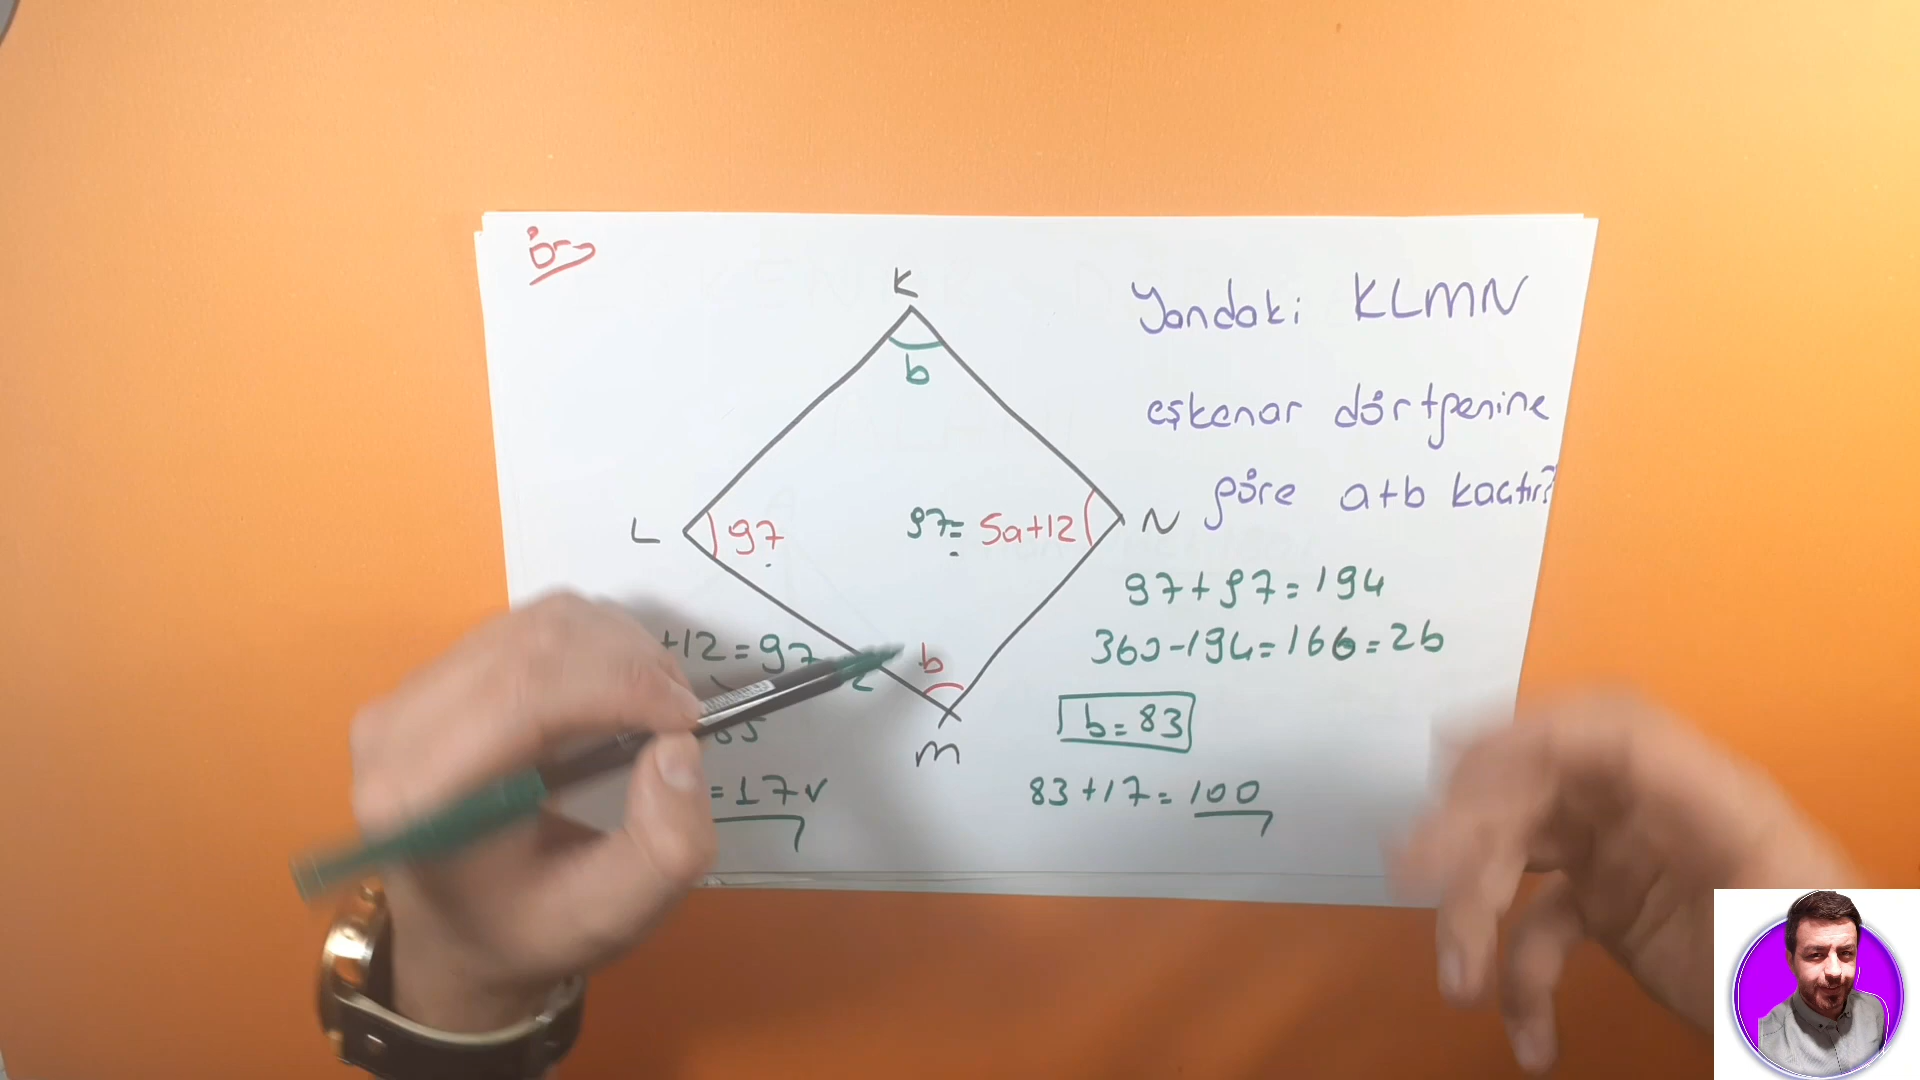 Ör
K
b
Yandaki KLMN
eşkenar dörtgenine
göre a+b kaçtır?
L
97
97=
5a+12
N
97+97=194
+12=97
b
360-194=166=2b
85
b=83
M
=17
83+17=100